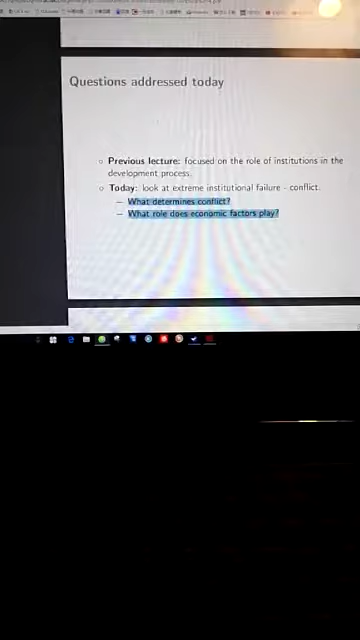 Questions addressed today
Previous lecture: focused on the role of institutions in the
development process.
Today: look at extreme institutional failure - conflict.
– What determines conflict?
– What role does economic factors play?